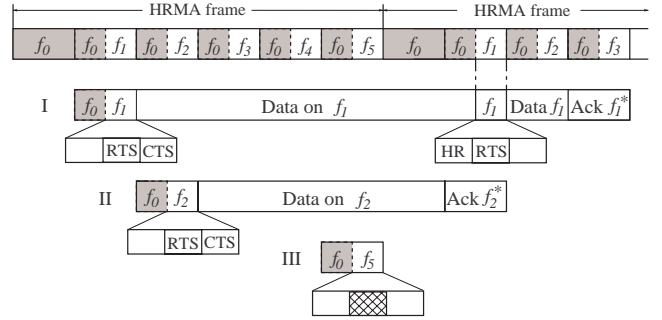 HRMA frame HRMA frame
f0 f0 f1 f0 f2 f0 f3 f0 f4 f0 f5 f0 f0 f1 f0 f2 f0 f3
I f0 f1 Data on f1 f1 Data f1 Ack f1*
RTS CTS HR RTS
II f0 f2 Data on f2 Ack f2*
RTS CTS
III f0 f5